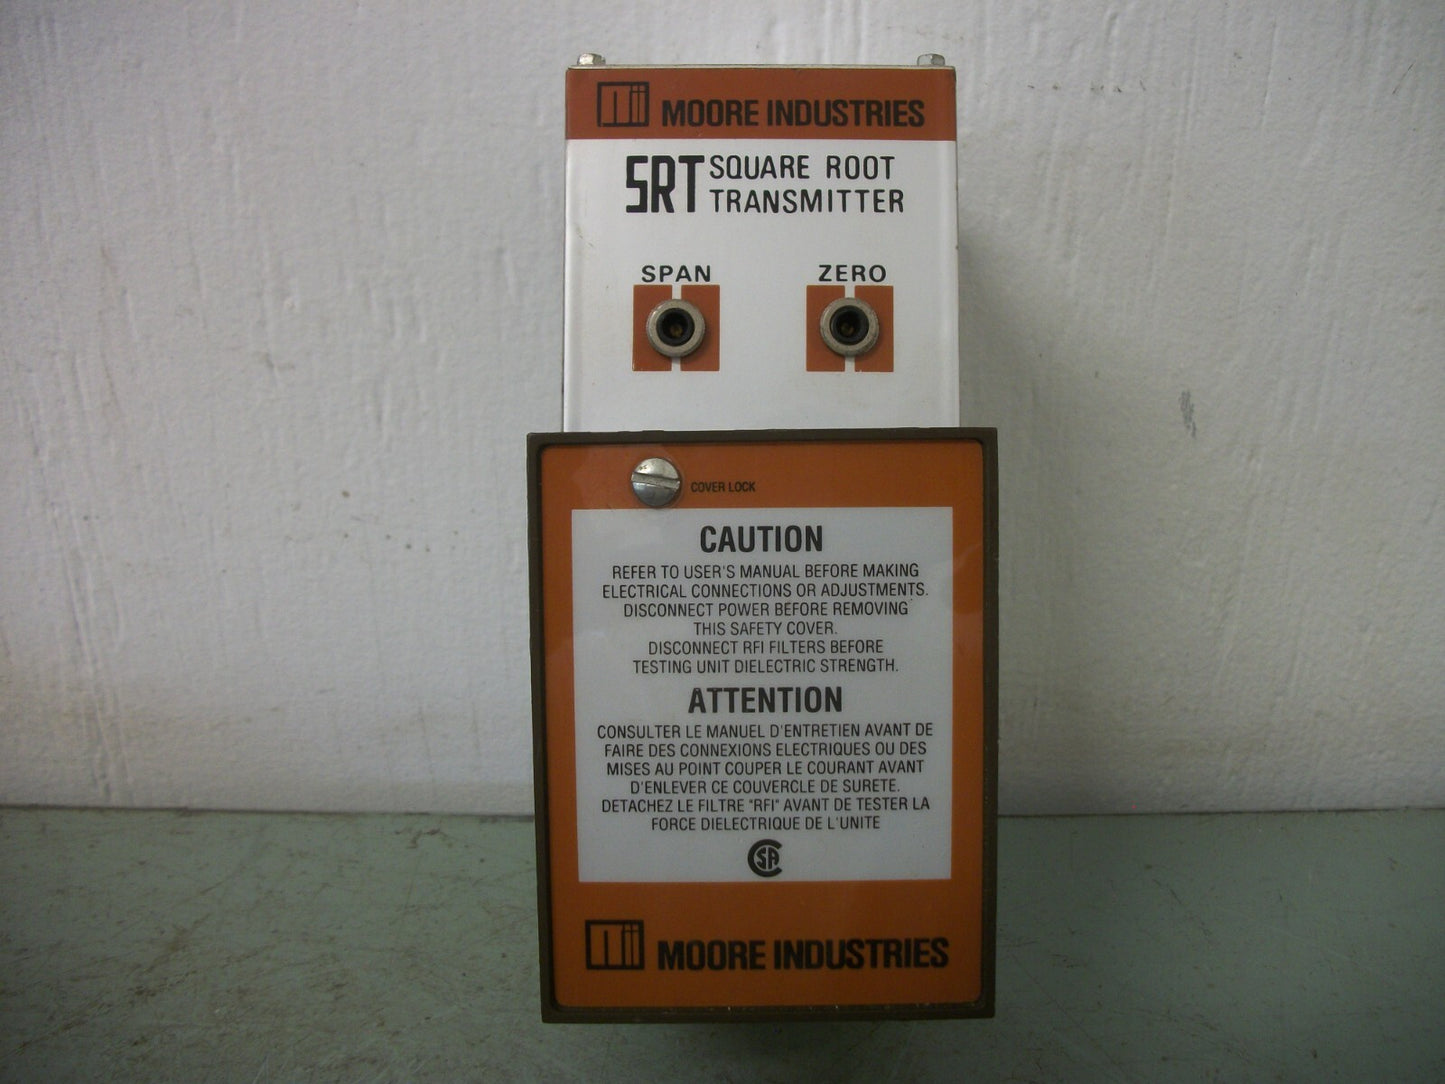 MOORE INDUSTRIES
SRT SQUARE ROOT
TRANSMITTER
SPAN ZERO
COVER LOCK
CAUTION
REFER TO USER'S MANUAL BEFORE MAKING
ELECTRICAL CONNECTIONS OR ADJUSTMENTS.
DISCONNECT POWER BEFORE REMOVING
THIS SAFETY COVER.
DISCONNECT RFI FILTERS BEFORE
TESTING UNIT DIELECTRIC STRENGTH.
ATTENTION
CONSULTER LE MANUEL D'ENTRETIEN AVANT DE
FAIRE DES CONNEXIONS ELECTRIQUES OU DES
MISES AU POINT COUPER LE COURANT AVANT
D'ENLEVER CE COUVERCLE DE SURETE.
DETACHEZ LE FILTRE "RFI" AVANT DE TESTER LA
FORCE DIELECTRIQUE DE L'UNITE
CSA
MOORE INDUSTRIES